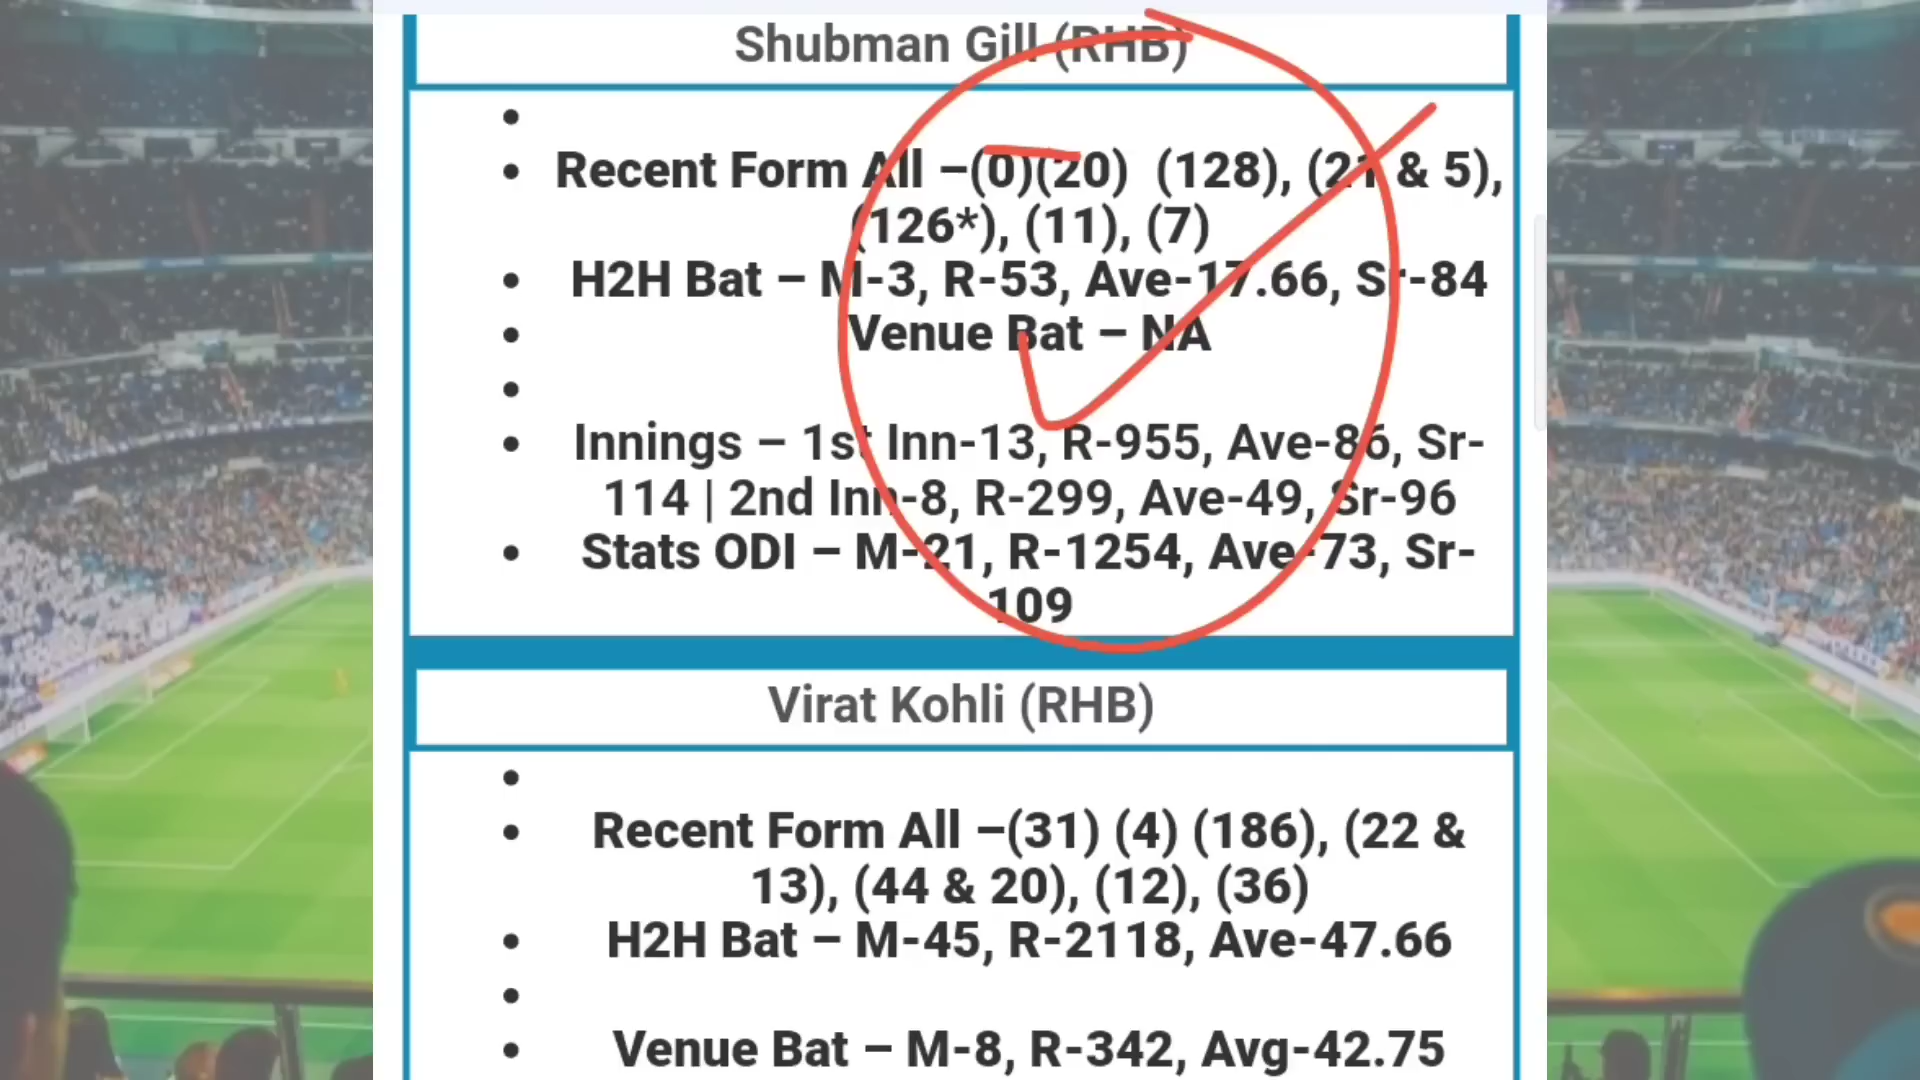 Shubman Gill (RHB)
Recent Form All –(0)(20) (128), (21 & 5),
(126*), (11), (7)
H2H Bat – M-3, R-53, Ave-17.66, Sr-84
Venue Bat – NA
Innings – 1st Inn-13, R-955, Ave-86, Sr-
114 | 2nd Inn-8, R-299, Ave-49, Sr-96
Stats ODI – M-21, R-1254, Ave-73, Sr-
109
Virat Kohli (RHB)
Recent Form All –(31) (4) (186), (22 &
13), (44 & 20), (12), (36)
H2H Bat – M-45, R-2118, Ave-47.66
Venue Bat – M-8, R-342, Avg-42.75